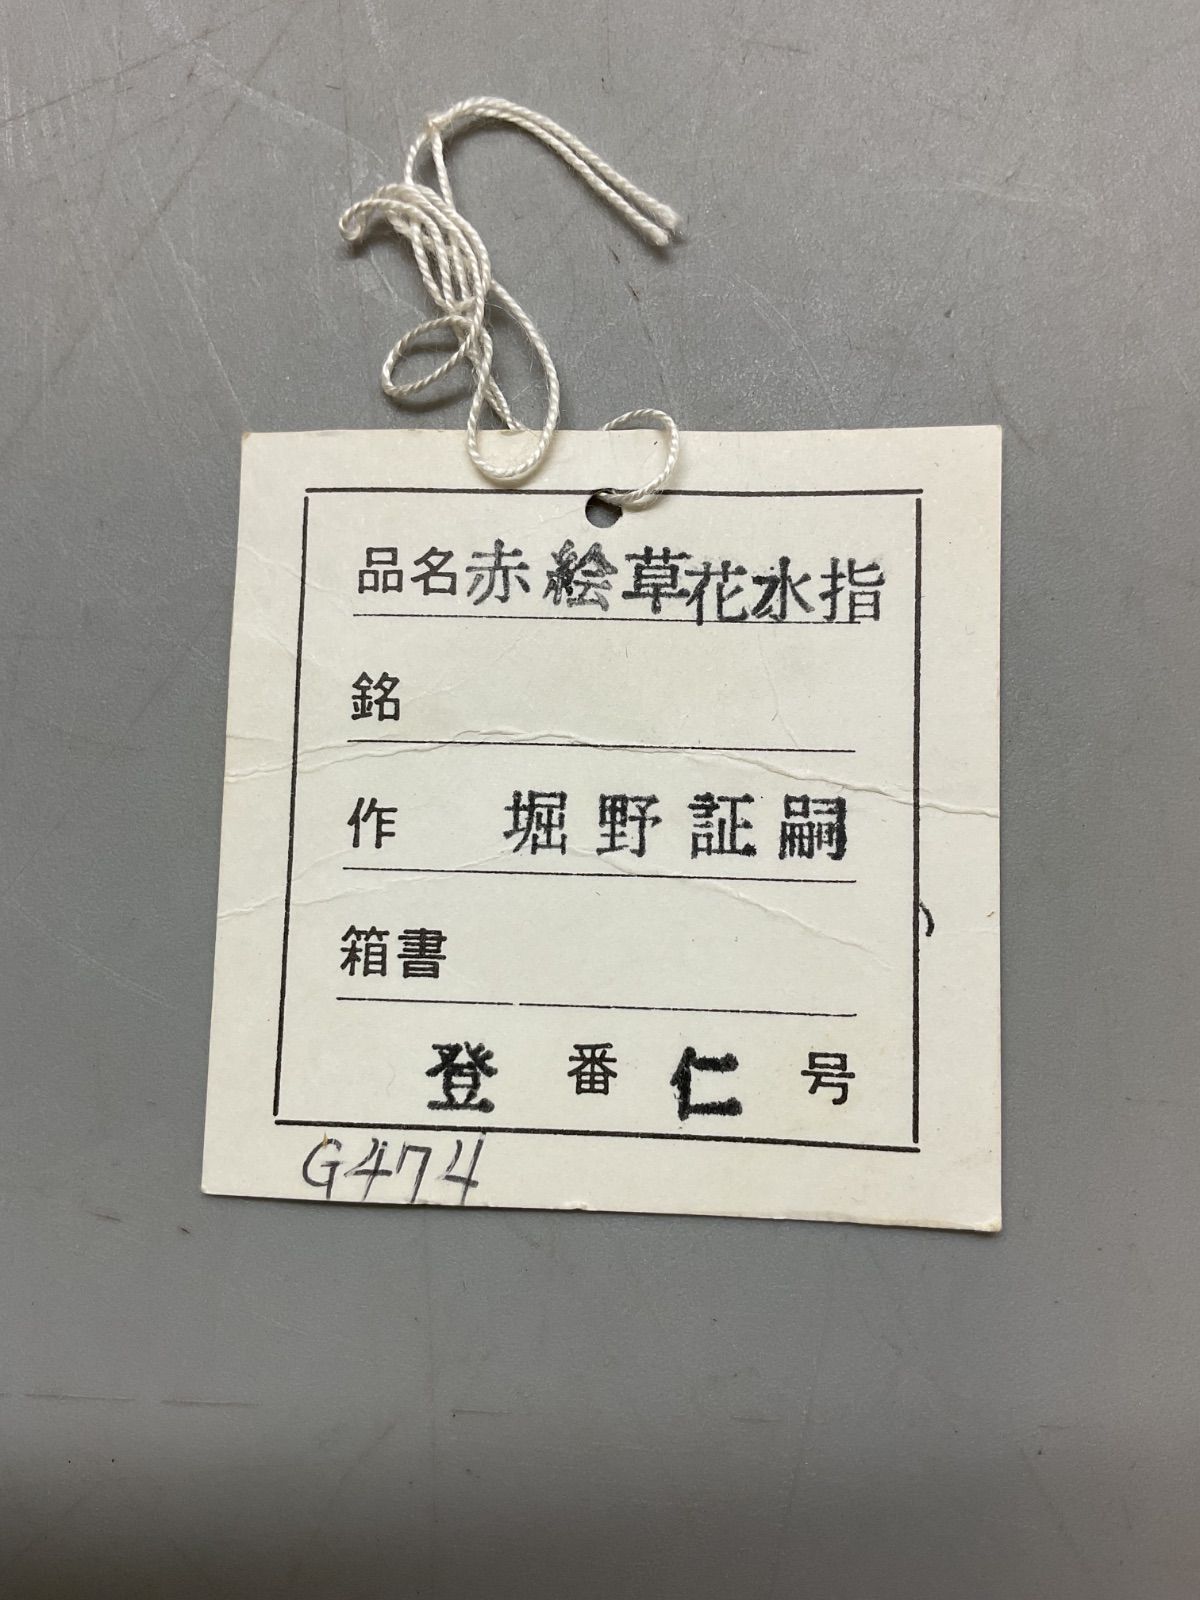 品名赤絵草花水指
銘
作 堀野証嗣
箱書
登 番 仁 号
G474